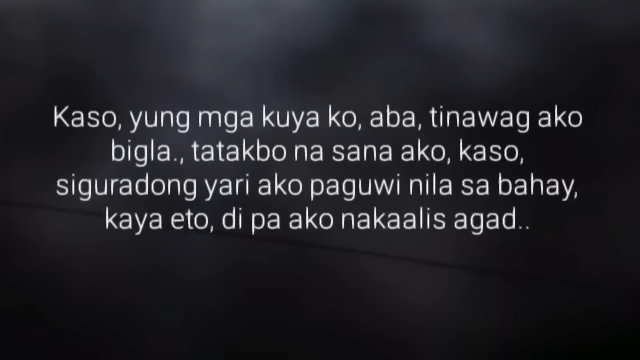 Kaso, yung mga kuya ko, aba, tinawag ako
bigla., tatakbo na sana ako, kaso,
siguradong yari ako paguwi nila sa bahay,
kaya eto, di pa ako nakaalis agad..